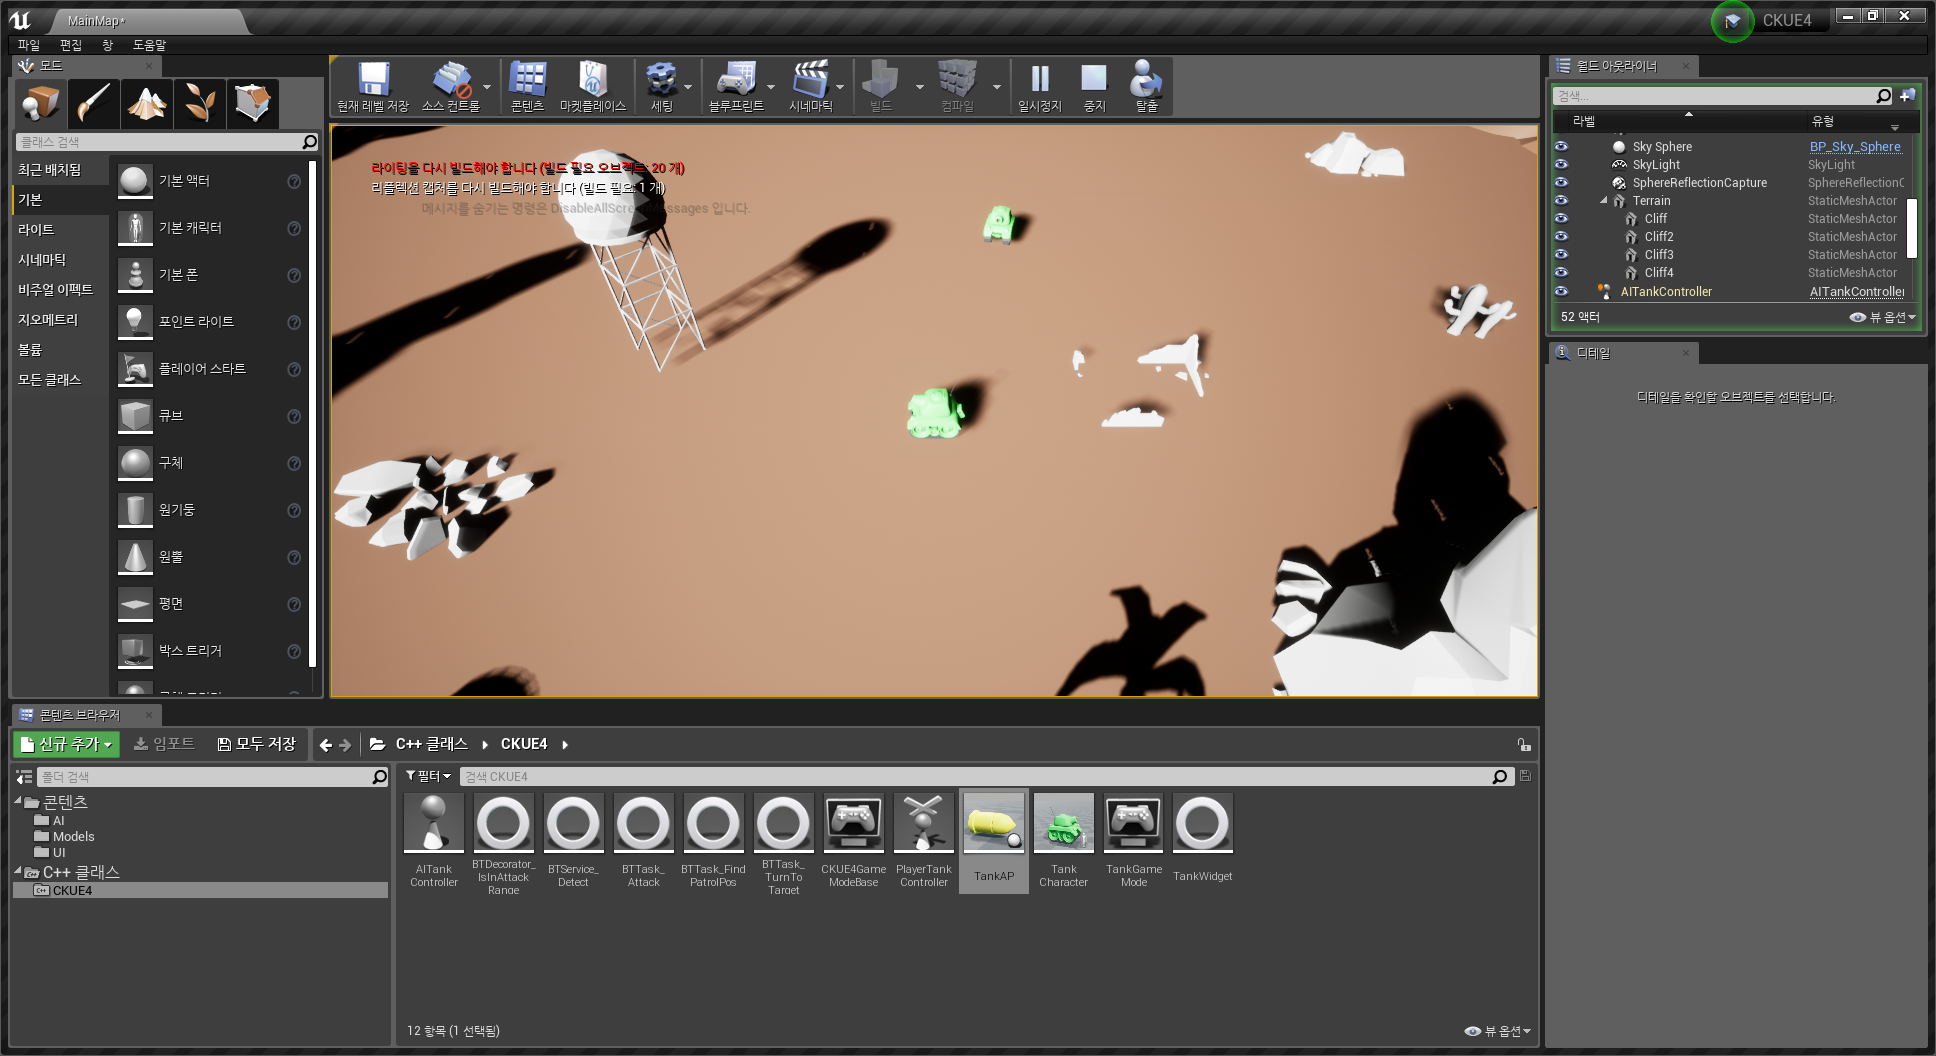 MainMap*
CKUE4
파일 편집 창 도움말
모드
현재 레벨 저장
소스 컨트롤
콘텐츠
마켓플레이스
세팅
블루프린트
시네마틱
빌드
컴파일
일시정지
중지
탈출
클래스 검색
최근 배치됨
기본
라이트
시네마틱
비주얼 이펙트
지오메트리
볼륨
모든 클래스
기본 액터
기본 캐릭터
기본 폰
포인트 라이트
플레이어 스타트
큐브
구체
원기둥
원뿔
평면
박스 트리거
라이팅을 다시 빌드해야 합니다 (빌드 필요 오브젝트: 20 개)
리플렉션 캡처를 다시 빌드해야 합니다 (빌드 필요: 1 개)
메시지를 숨기는 명령은 DisableAllScreenMessages 입니다.
월드 아웃라이너
검색...
라벨 유형
Sky Sphere BP_Sky_Sphere
SkyLight SkyLight
SphereReflectionCapture SphereReflectionC
Terrain StaticMeshActor
Cliff StaticMeshActor
Cliff2 StaticMeshActor
Cliff3 StaticMeshActor
Cliff4 StaticMeshActor
AITankController AITankController
52 액터 뷰 옵션
디테일
디테일을 확인할 오브젝트를 선택합니다.
콘텐츠 브라우저
신규 추가 임포트 모두 저장 C++ 클래스 CKUE4
폴더 검색
콘텐츠
AI
Models
UI
C++ 클래스
CKUE4
필터 검색 CKUE4
AITank
Controller
BTDecorator_
IsInAttack
Range
BTService_
Detect
BTTask_
Attack
BTTask_Find
PatrolPos
BTTask_
TurnTo
Target
CKUE4Game
ModeBase
PlayerTank
Controller
TankAP
Tank
Character
TankGame
Mode
TankWidget
12 항목 (1 선택됨) 뷰 옵션